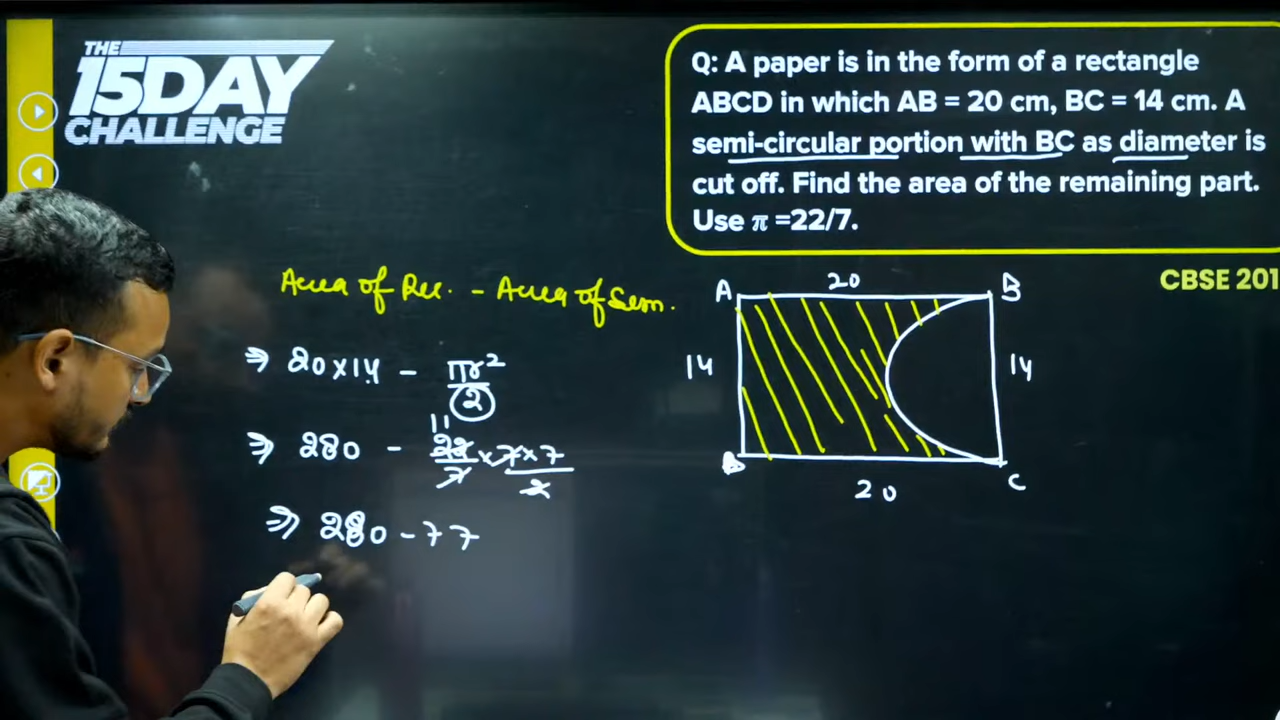 THE
15DAY
CHALLENGE
Q: A paper is in the form of a rectangle
ABCD in which AB = 20 cm, BC = 14 cm. A
semi-circular portion with BC as diameter is
cut off. Find the area of the remaining part.
Use π =22/7.
CBSE 201
Area of Rec. - Area of Sem.
⇒ 20×14 - πr²/2
⇒ 280 - 22/7 × 7×7/2
11
⇒ 280 - 77
A 20 B
14 14
D C
20